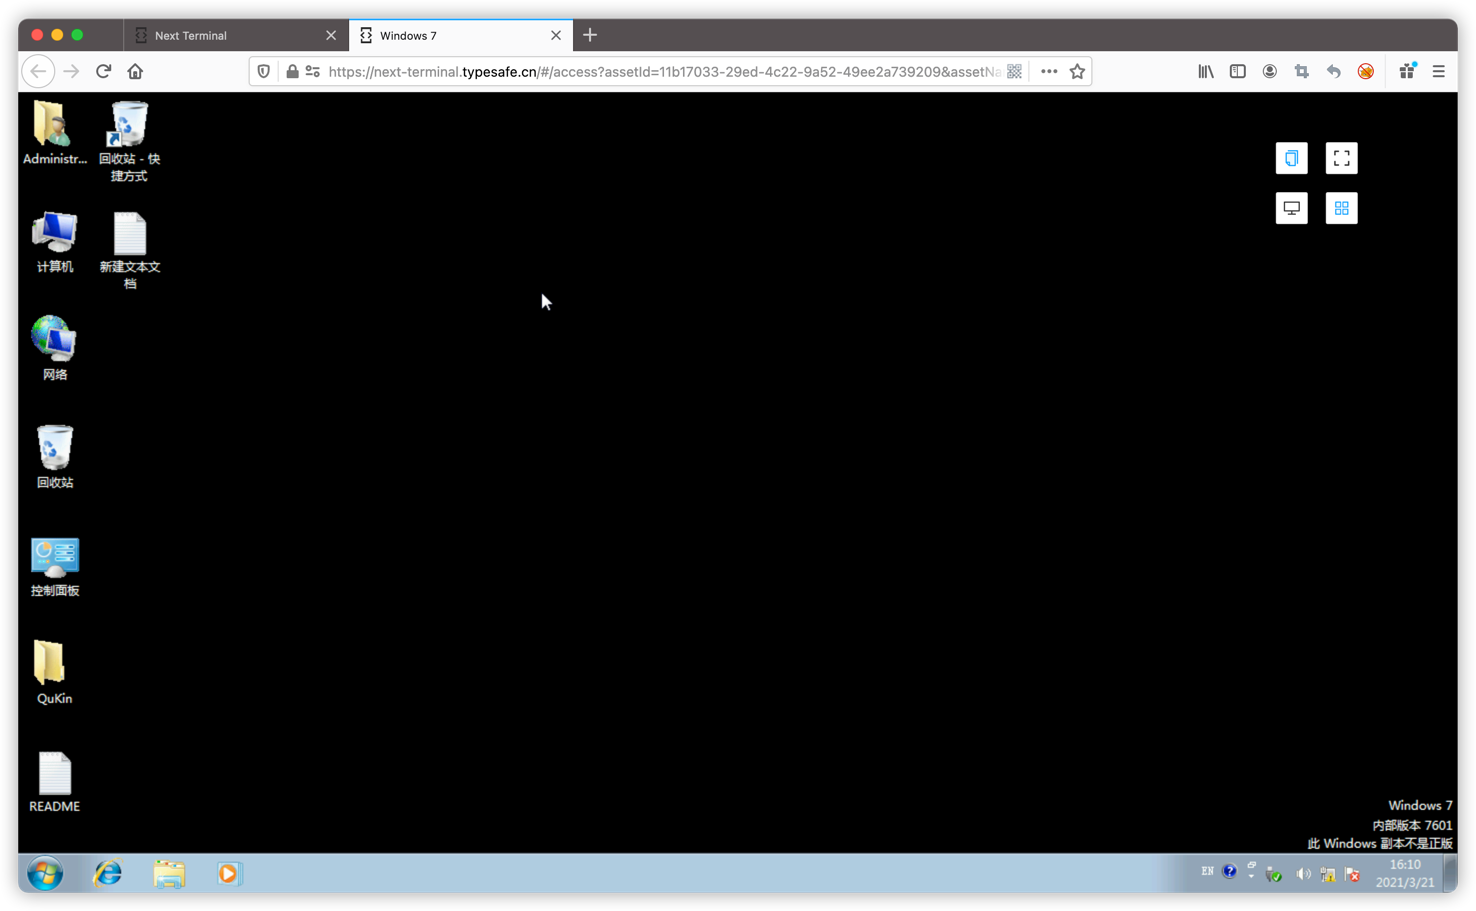 Next Terminal
Windows 7
https://next-terminal.typesafe.cn/#/access?assetId=11b17033-29ed-4c22-9a52-49ee2a739209&assetNa
Administr...
回收站 - 快
捷方式
计算机
新建文本文
档
网络
回收站
控制面板
QuKin
README
Windows 7
内部版本 7601
此 Windows 副本不是正版
EN
16:10
2021/3/21